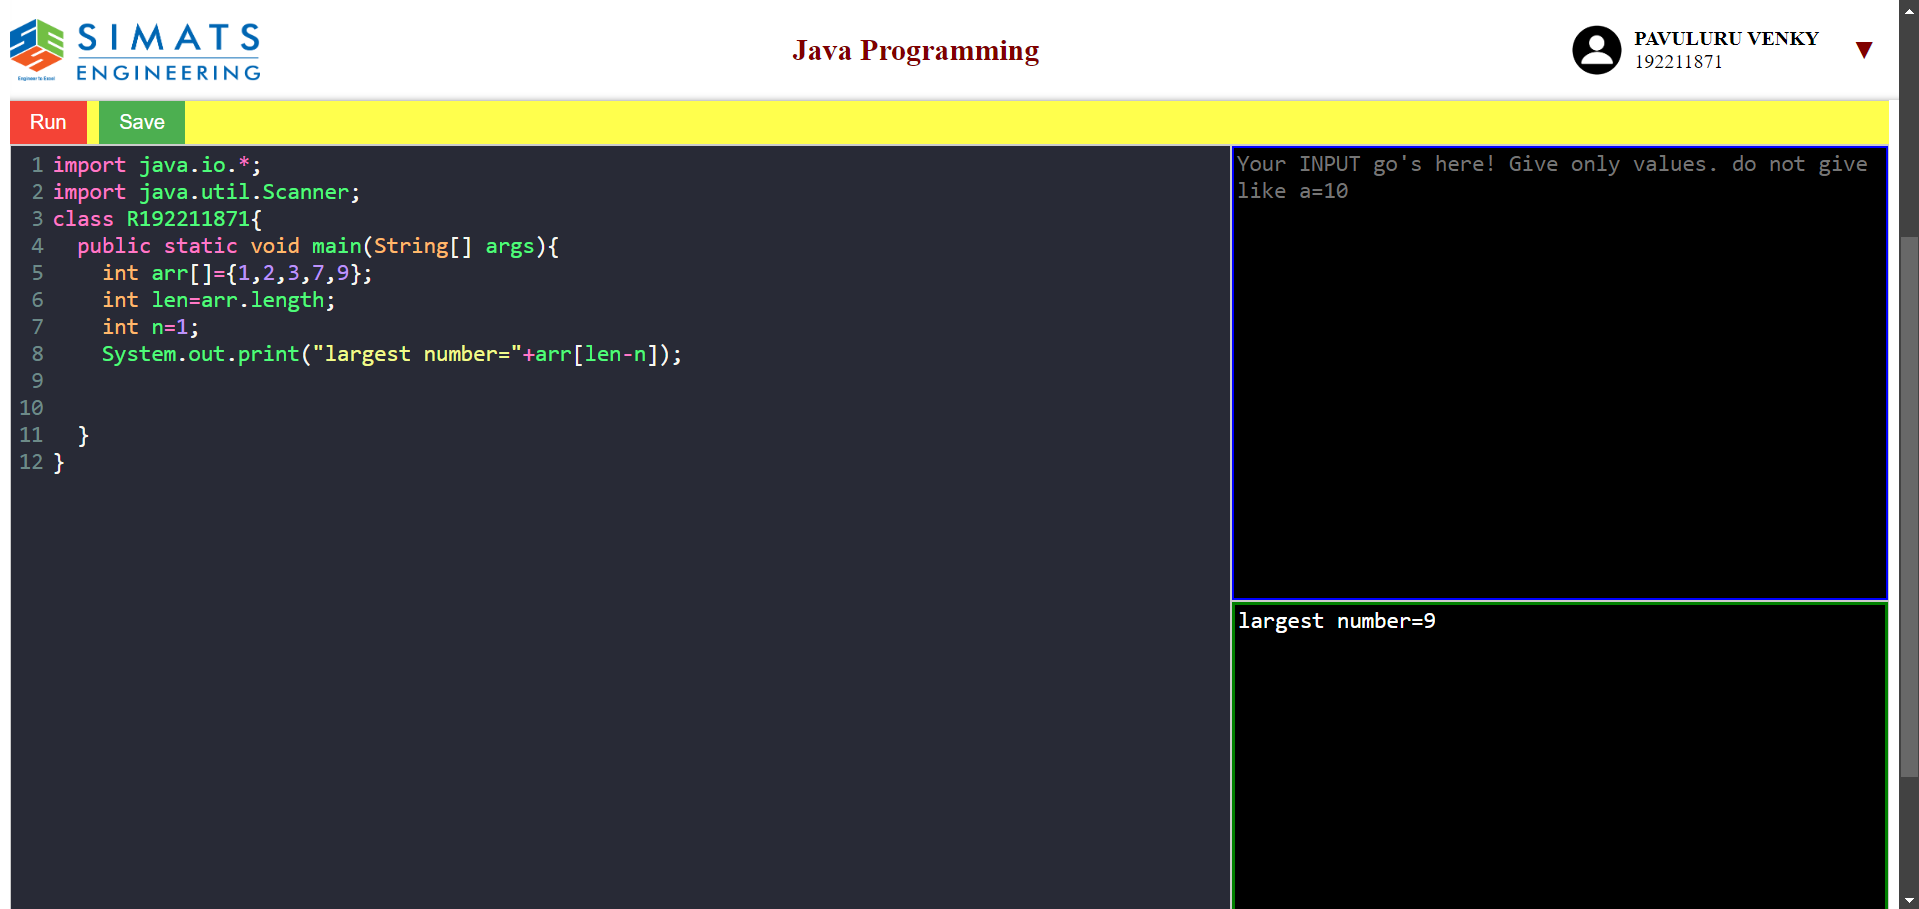 SIMATS
ENGINEERING
Engineer to Excel
Java Programming
PAVULURU VENKY
192211871
Run
Save
1 import java.io.*;
2 import java.util.Scanner;
3 class R192211871{
4   public static void main(String[] args){
5     int arr[]={1,2,3,7,9};
6     int len=arr.length;
7     int n=1;
8     System.out.print("largest number="+arr[len-n]);
9
10
11   }
12 }
Your INPUT go's here! Give only values. do not give
like a=10
largest number=9